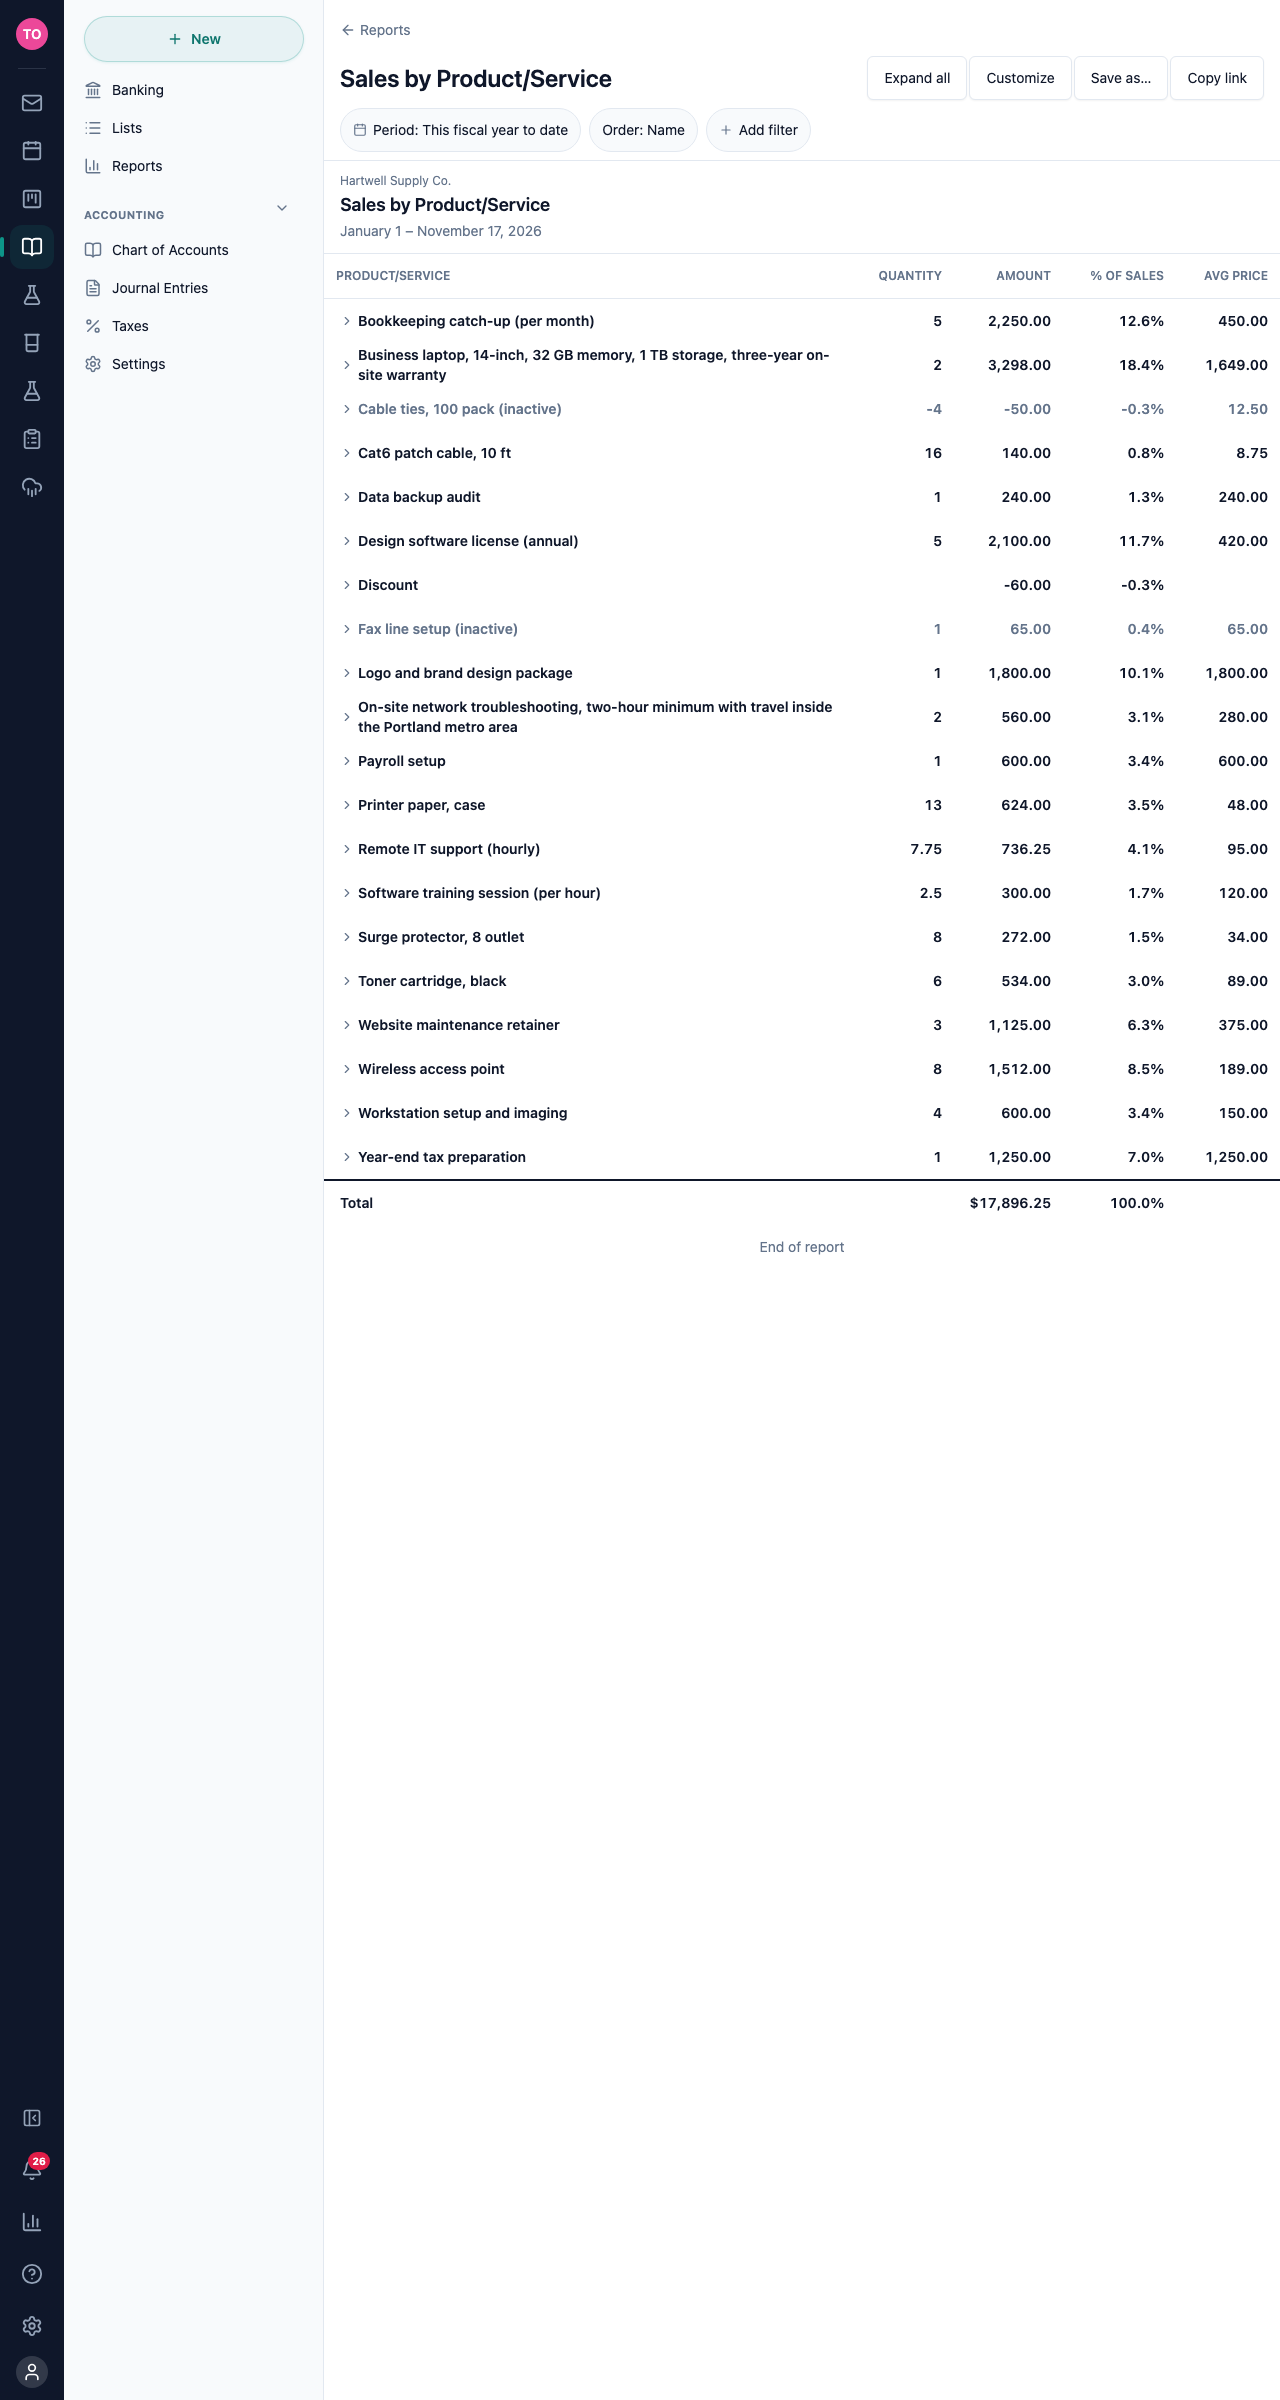 TO
New
Banking
Lists
Reports
ACCOUNTING
Chart of Accounts
Journal Entries
Taxes
Settings
26
Reports
Sales by Product/Service
Expand all
Customize
Save as...
Copy link
Period: This fiscal year to date
Order: Name
Add filter
Hartwell Supply Co.
Sales by Product/Service
January 1 – November 17, 2026
PRODUCT/SERVICE QUANTITY AMOUNT % OF SALES AVG PRICE
Bookkeeping catch-up (per month) 5 2,250.00 12.6% 450.00
Business laptop, 14-inch, 32 GB memory, 1 TB storage, three-year on-
site warranty 2 3,298.00 18.4% 1,649.00
Cable ties, 100 pack (inactive) -4 -50.00 -0.3% 12.50
Cat6 patch cable, 10 ft 16 140.00 0.8% 8.75
Data backup audit 1 240.00 1.3% 240.00
Design software license (annual) 5 2,100.00 11.7% 420.00
Discount -60.00 -0.3%
Fax line setup (inactive) 1 65.00 0.4% 65.00
Logo and brand design package 1 1,800.00 10.1% 1,800.00
On-site network troubleshooting, two-hour minimum with travel inside
the Portland metro area 2 560.00 3.1% 280.00
Payroll setup 1 600.00 3.4% 600.00
Printer paper, case 13 624.00 3.5% 48.00
Remote IT support (hourly) 7.75 736.25 4.1% 95.00
Software training session (per hour) 2.5 300.00 1.7% 120.00
Surge protector, 8 outlet 8 272.00 1.5% 34.00
Toner cartridge, black 6 534.00 3.0% 89.00
Website maintenance retainer 3 1,125.00 6.3% 375.00
Wireless access point 8 1,512.00 8.5% 189.00
Workstation setup and imaging 4 600.00 3.4% 150.00
Year-end tax preparation 1 1,250.00 7.0% 1,250.00
Total $17,896.25 100.0%
End of report